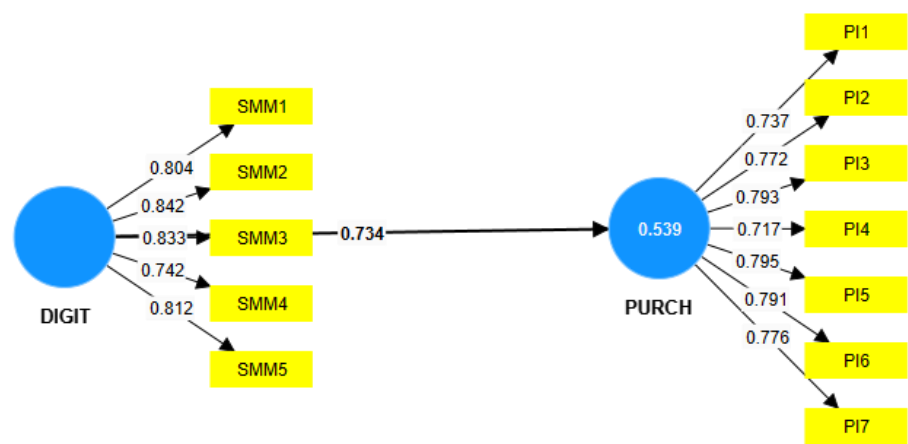 PI1
SMM1
PI2
0.737
0.804
SMM2
0.772
PI3
0.842
0.793
0.833
SMM3
0.734
0.539
0.717
PI4
0.742
0.795
0.812
SMM4
0.791
PI5
DIGIT
PURCH
0.776
SMM5
PI6
PI7